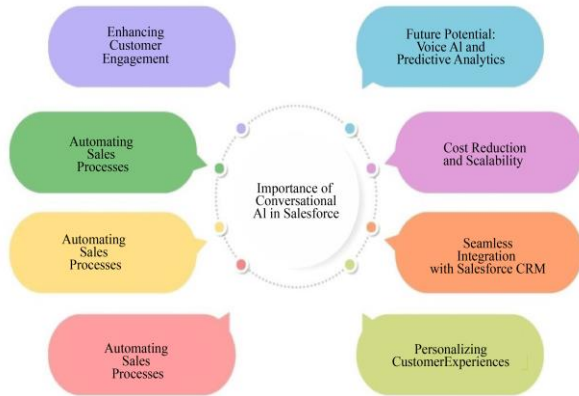 Enhancing
Customer
Engagement
Future Potential:
Voice AI and
Predictive Analytics
Automating
Sales
Processes
Cost Reduction
and Scalability
Importance of
Conversational
AI in Salesforce
Automating
Sales
Processes
Seamless
Integration
with Salesforce CRM
Automating
Sales
Processes
Personalizing
CustomerExperiences